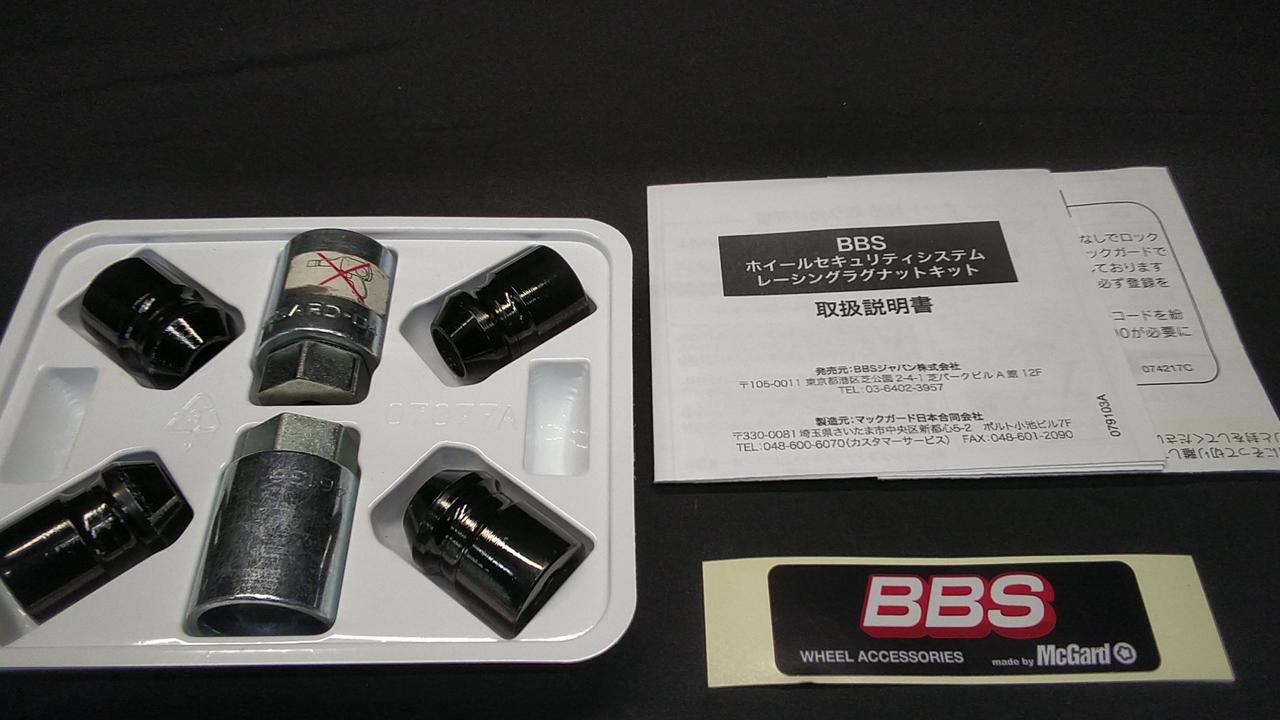 BBS
ホイールセキュリティシステム
レーシングラグナットキット
取扱説明書
発売元:BBSジャパン株式会社
〒105-0011 東京都港区芝公園2-4-1 芝パークビルA館 12F
TEL:03-6402-3957
製造元:マックガード日本合同会社
〒330-0081 埼玉県さいたま市中央区新都心5-2 小池ビル7F
TEL:048-600-6070(カスタマーサービス) FAX:048-601-2090
079103A
なしでロック
ックガードで
ております
必ず登録を
コードを紛
が必要に
074217C
BBS
WHEEL ACCESSORIES made by McGard